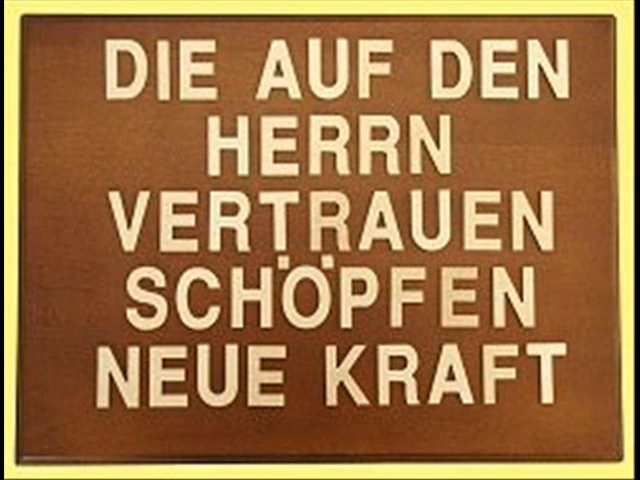 DIE AUF DEN
HERRN
VERTRAUEN
SCHÖPFEN
NEUE KRAFT